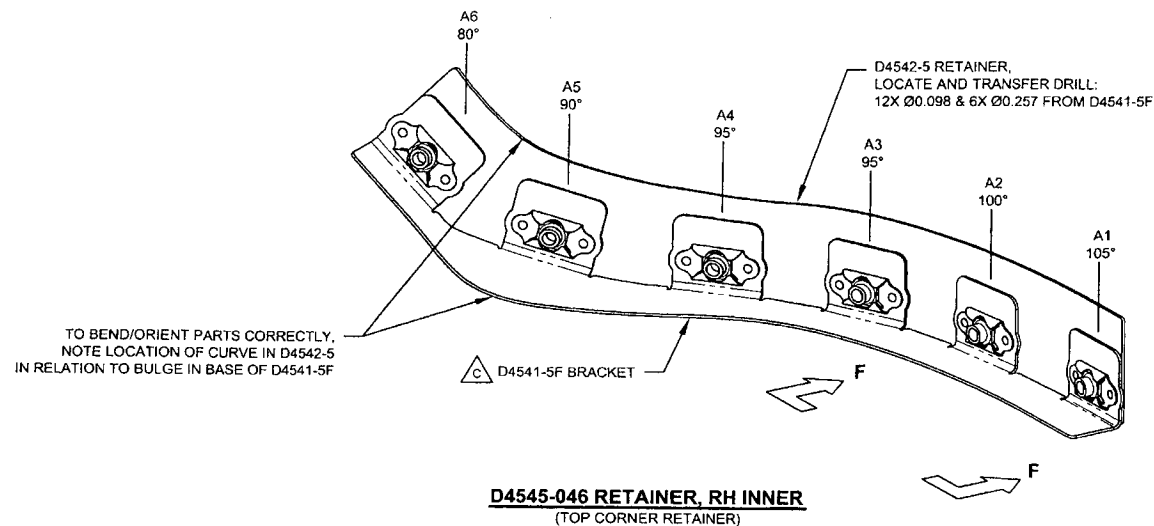 A6
80°
A5
90°
A4
95°
A3
95°
A2
100°
A1
105°
D4542-5 RETAINER,
LOCATE AND TRANSFER DRILL:
12X Ø0.098 & 6X Ø0.257 FROM D4541-5F
TO BEND/ORIENT PARTS CORRECTLY,
NOTE LOCATION OF CURVE IN D4542-5
IN RELATION TO BULGE IN BASE OF D4541-5F
C D4541-5F BRACKET
F
F
D4545-046 RETAINER, RH INNER
(TOP CORNER RETAINER)